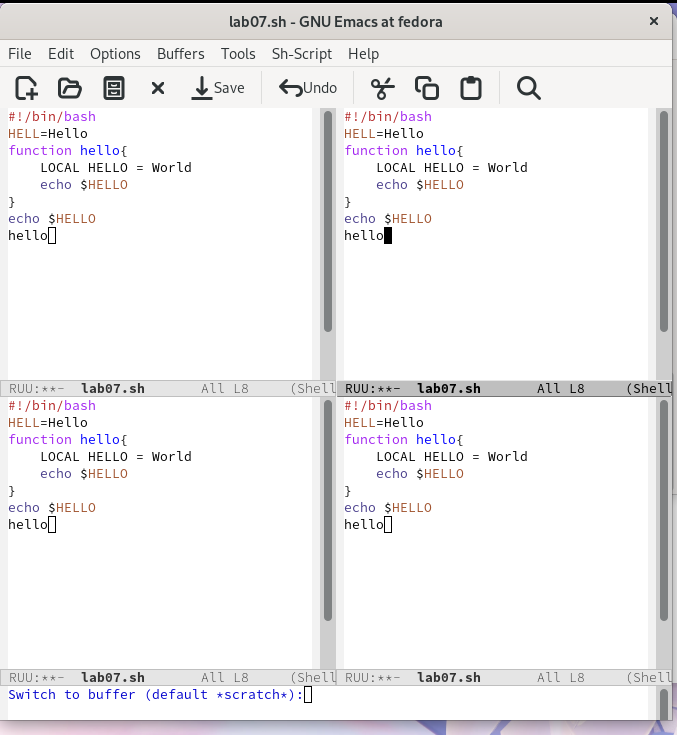 lab07.sh - GNU Emacs at fedora
File Edit Options Buffers Tools Sh-Script Help
Save Undo
#!/bin/bash
HELL=Hello
function hello{
    LOCAL HELLO = World
    echo $HELLO
}
echo $HELLO
hello
RUU:**-  lab07.sh       All L8     (Shell
#!/bin/bash
HELL=Hello
function hello{
    LOCAL HELLO = World
    echo $HELLO
}
echo $HELLO
hello
RUU:**-  lab07.sh       All L8     (Shell
#!/bin/bash
HELL=Hello
function hello{
    LOCAL HELLO = World
    echo $HELLO
}
echo $HELLO
hello
RUU:**-  lab07.sh       All L8     (Shell
#!/bin/bash
HELL=Hello
function hello{
    LOCAL HELLO = World
    echo $HELLO
}
echo $HELLO
hello
RUU:**-  lab07.sh       All L8     (Shell
Switch to buffer (default *scratch*):